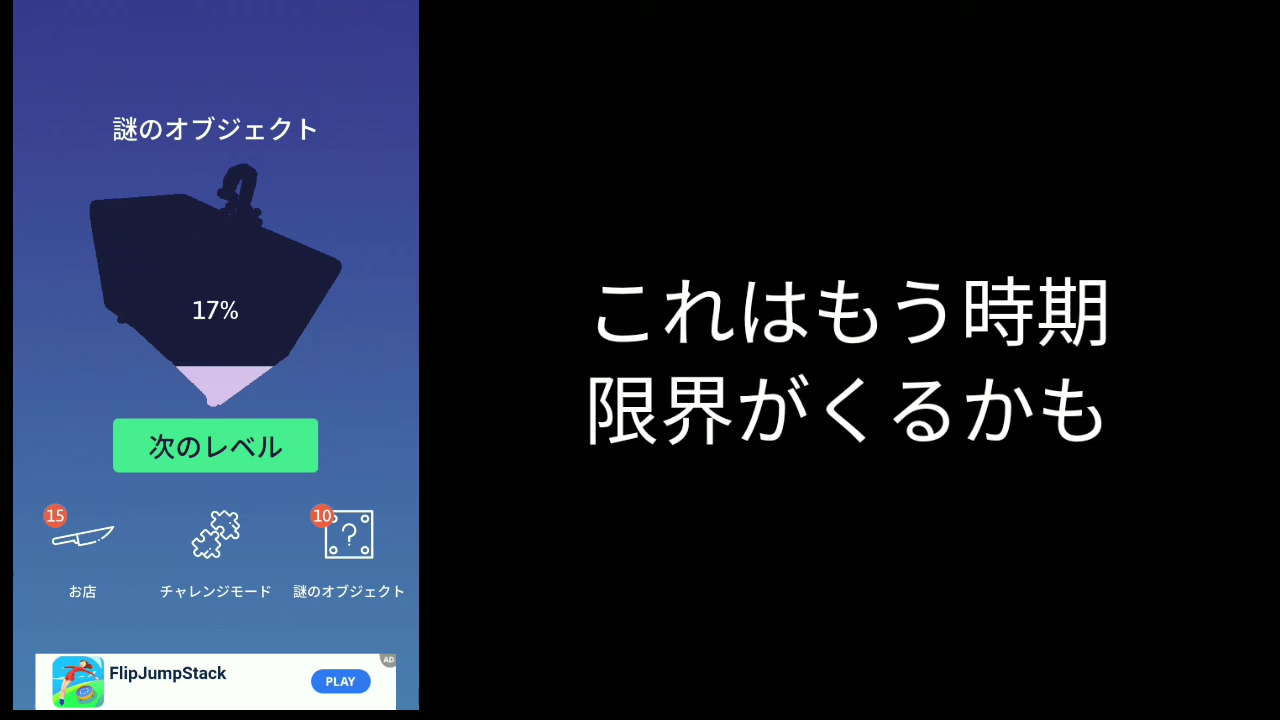 謎のオブジェクト
17%
次のレベル
15
10
お店
チャレンジモード
謎のオブジェクト
FlipJumpStack
AD
PLAY
これはもう時期
限界がくるかも